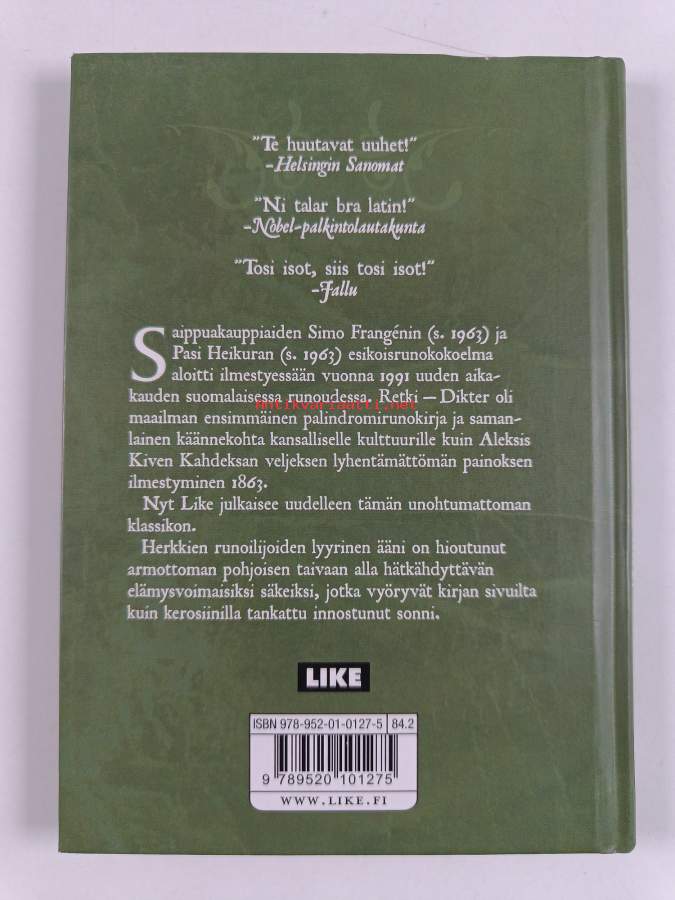 "Te huutavat uuhet!"
-Helsingin Sanomat
"Ni talar bra latin!"
-Nobel-palkintolautakunta
"Tosi isot, siis tosi isot!"
-Jallu
Saippuakauppiaiden Simo Frangénin (s. 1963) ja
Pasi Heikuran (s. 1963) esikoisrunokokoelma
aloitti ilmestyessään vuonna 1991 uuden aika-
kauden suomalaisessa runoudessa. Retki – Dikter oli
antikvariaatti.net
maailman ensimmäinen palindromirunokirja ja saman-
lainen käännekohta kansalliselle kulttuurille kuin Aleksis
Kiven Kahdeksan veljeksen lyhentämättömän painoksen
ilmestyminen 1863.
Nyt Like julkaisee uudelleen tämän unohtumattoman
klassikon.
Herkkien runoilijoiden lyyrinen ääni on hioutunut
armottoman pohjoisen taivaan alla hätkähdyttävän
elämysvoimaisiksi säkeiksi, jotka vyöryvät kirjan sivuilta
kuin kerosiinilla tankattu innostunut sonni.
LIKE
ISBN 978-952-01-0127-5 84.2
9 789520 101275
WWW.LIKE.FI